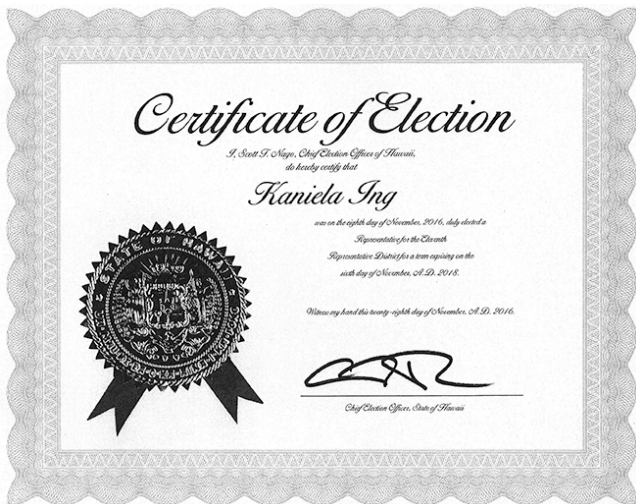 Certificate of Election
I, Scott T. Nago, Chief Election Officer of Hawaii,
do hereby certify that
Kaniela Ing
was on the eighth day of November, 2016, duly elected a
Representative for the Eleventh
Representative District for a term expiring on the
sixth day of November, A.D. 2018.
Witness my hand this twenty-eighth day of November, A.D. 2016.
STATE OF HAWAII
Chief Election Officer, State of Hawaii